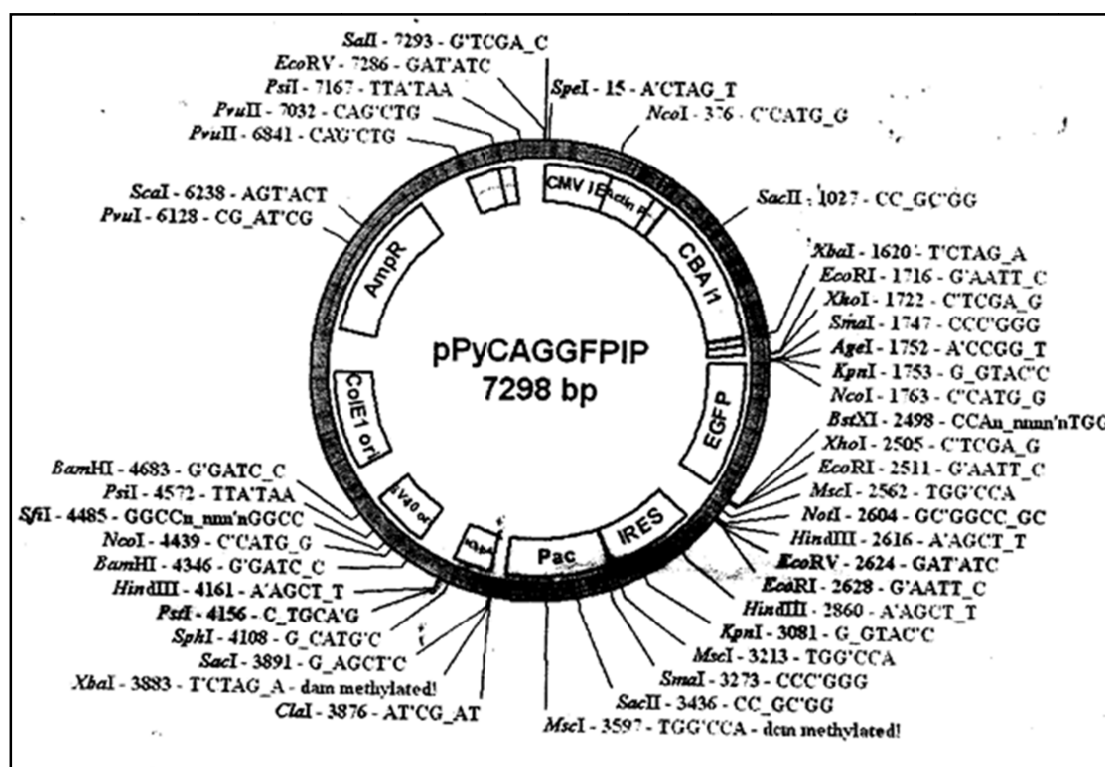 SalI - 7293 - G'TCGA_C
EcoRV - 7286 - GAT'ATC
PsiI - 7167 - TTA'TAA
PvuII - 7032 - CAG'CTG
PvuII - 6841 - CAG'CTG
ScaI - 6238 - AGT'ACT
PvuI - 6128 - CG_AT'CG
SpeI - 15 - A'CTAG_T
NcoI - 376 - C'CATG_G
SacII - 1027 - CC_GC'GG
XbaI - 1620 - T'CTAG_A
EcoRI - 1716 - G'AATT_C
XhoI - 1722 - C'TCGA_G
SmaI - 1747 - CCC'GGG
AgeI - 1752 - A'CCGG_T
KpnI - 1753 - G_GTAC'C
NcoI - 1763 - C'CATG_G
BstXI - 2498 - CCAn_nnnn'nTGG
XhoI - 2505 - C'TCGA_G
EcoRI - 2511 - G'AATT_C
MscI - 2562 - TGG'CCA
NotI - 2604 - GC'GGCC_GC
HindIII - 2616 - A'AGCT_T
EcoRV - 2624 - GAT'ATC
EcoRI - 2628 - G'AATT_C
HindIII - 2860 - A'AGCT_T
KpnI - 3081 - G_GTAC'C
MscI - 3213 - TGG'CCA
SmaI - 3273 - CCC'GGG
SacII - 3436 - CC_GC'GG
MscI - 3597 - TGG'CCA - dcm methylated!
BamHI - 4683 - G'GATC_C
PsiI - 4572 - TTA'TAA
SfiI - 4485 - GGCCn_nnn'nGGCC
NcoI - 4439 - C'CATG_G
BamHI - 4346 - G'GATC_C
HindIII - 4161 - A'AGCT_T
PstI - 4156 - C_TGCA'G
SphI - 4108 - G_CATG'C
SacI - 3891 - G_AGCT'C
XbaI - 3883 - T'CTAG_A - dam methylated!
ClaI - 3876 - AT'CG_AT
CMV IE
Actin P
CBA I1
EGFP
IRES
Pac
SV40 ori
ColE1 ori
AmpR
pPyCAGGFPIP
7298 bp